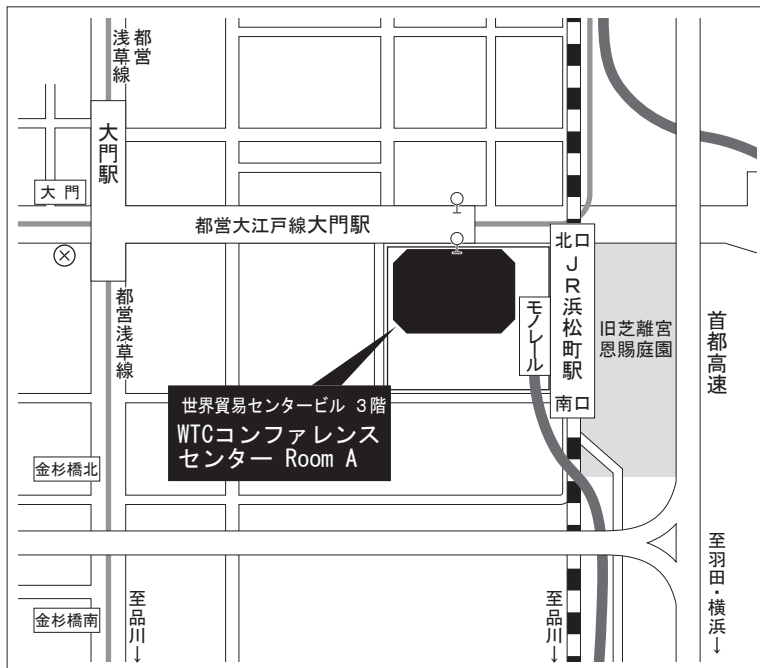 都営
浅草線
大門駅
大門
都営大江戸線大門駅
北口
JR浜松町駅
南口
モノレール
旧芝離宮
恩賜庭園
首都高速
都営浅草線
世界貿易センタービル 3階
WTCコンファレンス
センター Room A
金杉橋北
金杉橋南
至品川→
至品川→
至羽田・横浜→